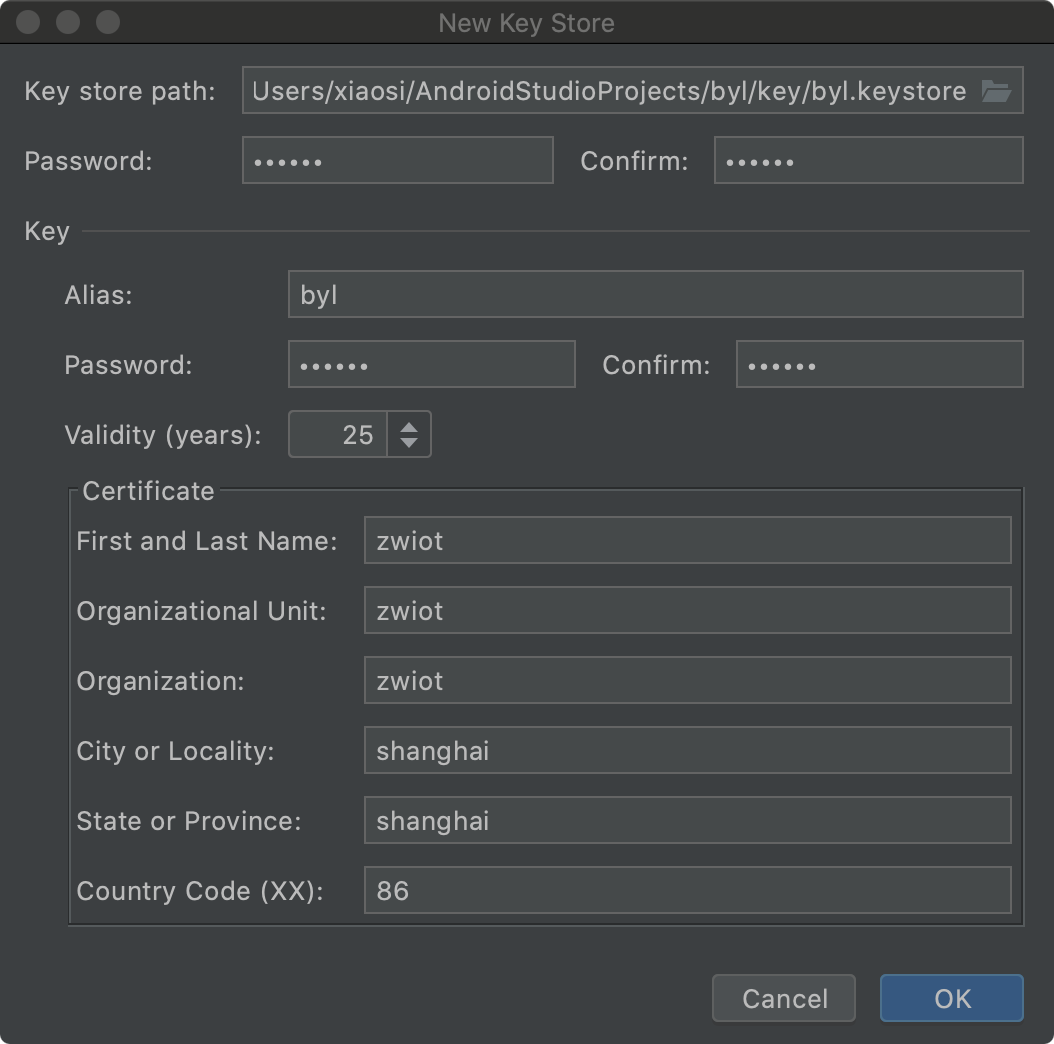 New Key Store
Key store path: Users/xiaosi/AndroidStudioProjects/byl/key/byl.keystore
Password: •••••• Confirm: ••••••
Key
Alias: byl
Password: •••••• Confirm: ••••••
Validity (years): 25
Certificate
First and Last Name: zwiot
Organizational Unit: zwiot
Organization: zwiot
City or Locality: shanghai
State or Province: shanghai
Country Code (XX): 86
Cancel OK